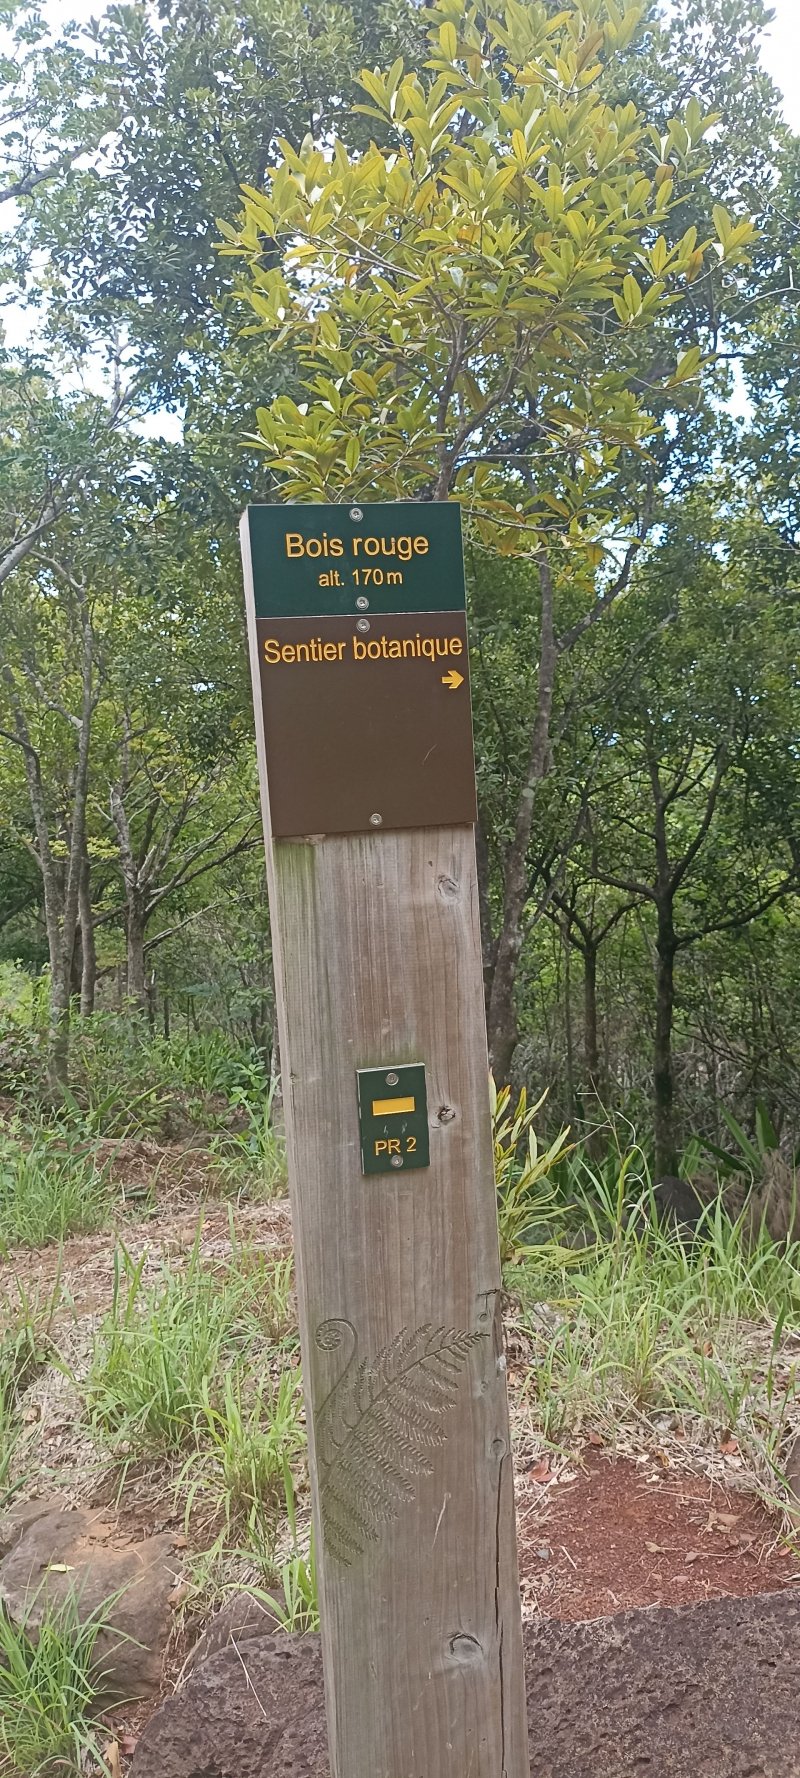 Bois rouge
alt. 170 m
Sentier botanique
PR 2